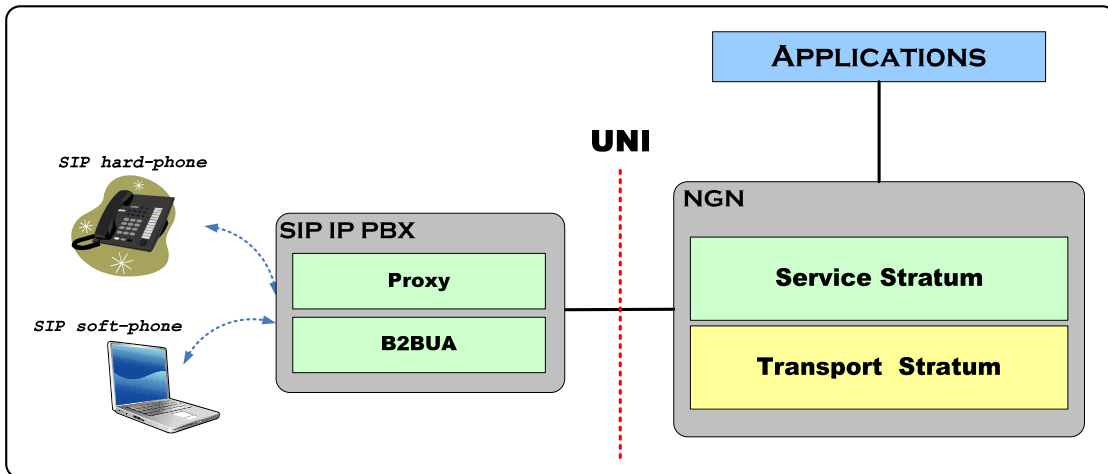 APPLICATIONS
UNI
SIP hard-phone
NGN
SIP IP PBX
Proxy
Service Stratum
SIP soft-phone
B2BUA
Transport Stratum